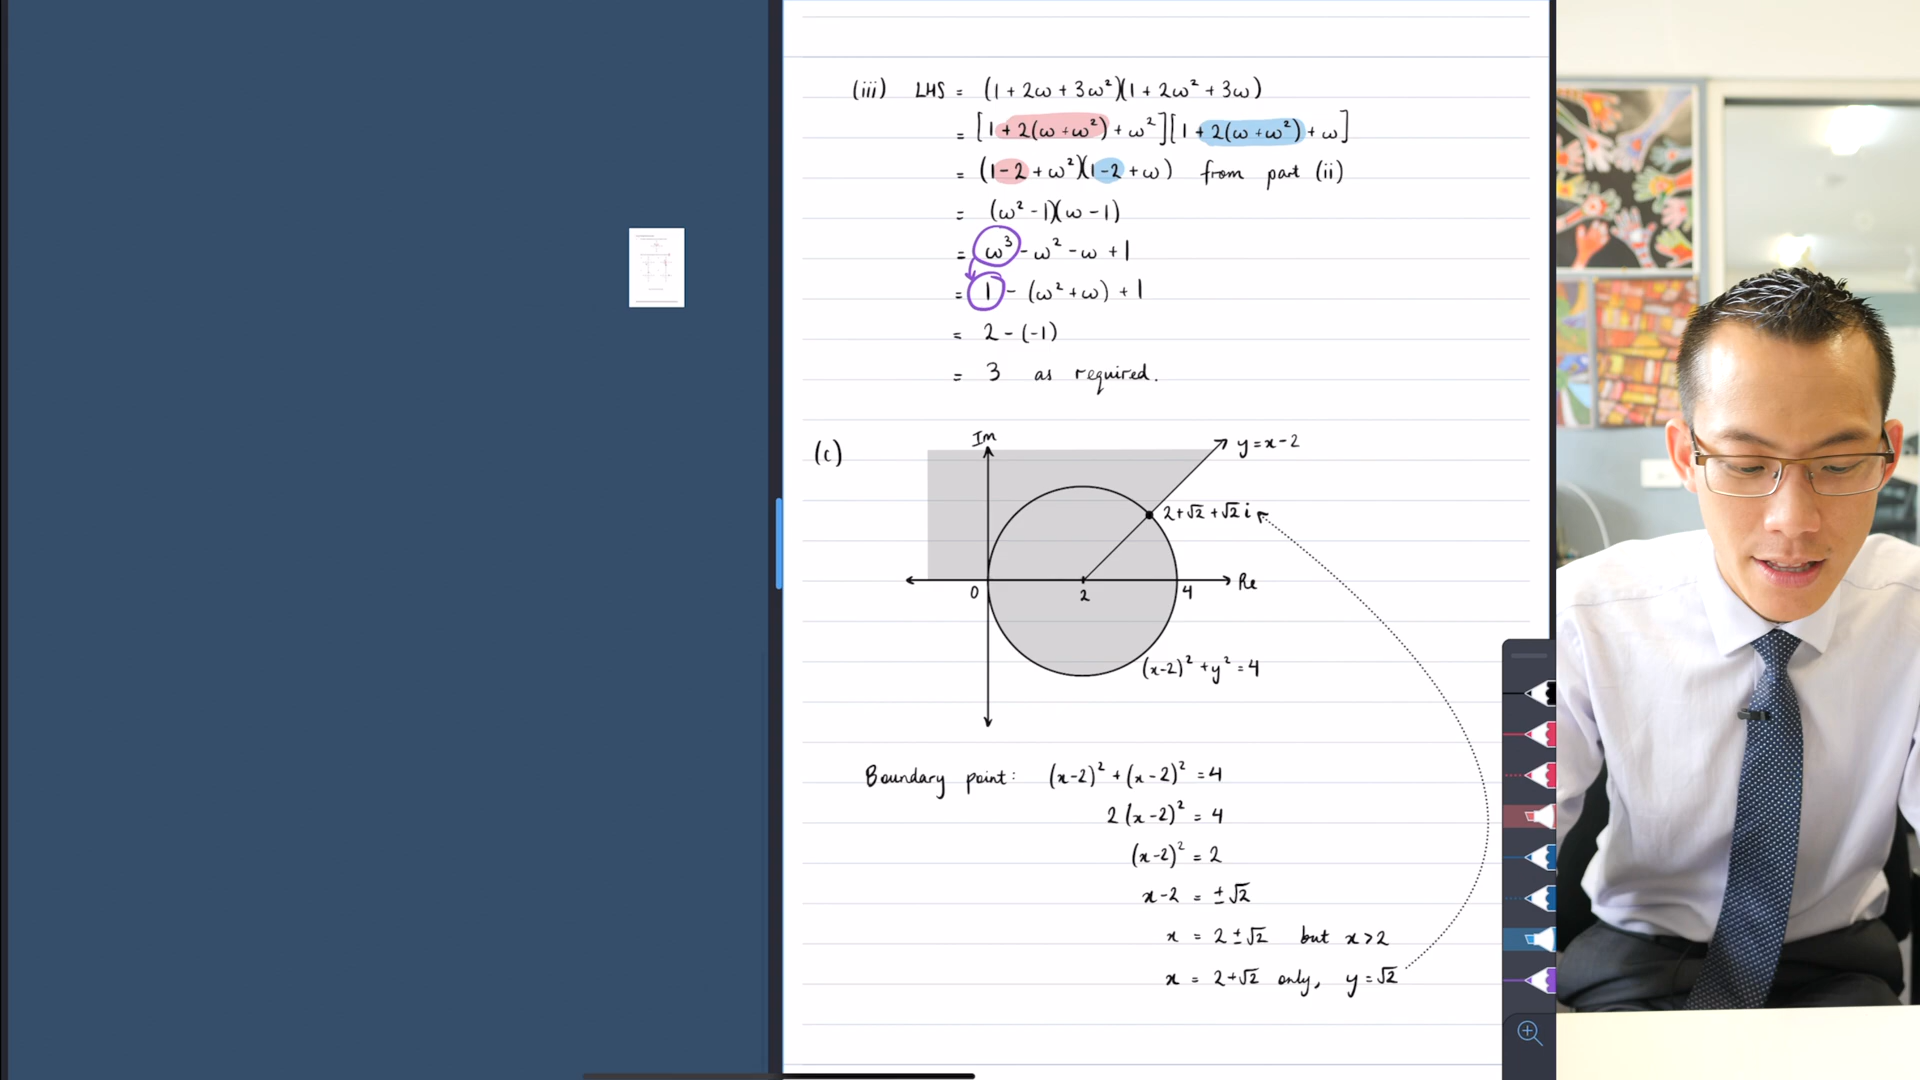 (iii) LHS = (1 + 2ω + 3ω²)(1 + 2ω² + 3ω)
= [1 + 2(ω + ω²) + ω²][1 + 2(ω + ω²) + ω]
= (1 - 2 + ω²)(1 - 2 + ω) from part (ii)
= (ω² - 1)(ω - 1)
= ω³ - ω² - ω + 1
= 1 - (ω² + ω) + 1
= 2 - (-1)
= 3 as required.
(c)
Im
y = x - 2
2 + √2 + √2 i
Re
0
2
4
(x-2)² + y² = 4
Boundary point: (x-2)² + (x-2)² = 4
2(x-2)² = 4
(x-2)² = 2
x - 2 = ±√2
x = 2 ± √2 but x > 2
x = 2 + √2 only, y = √2